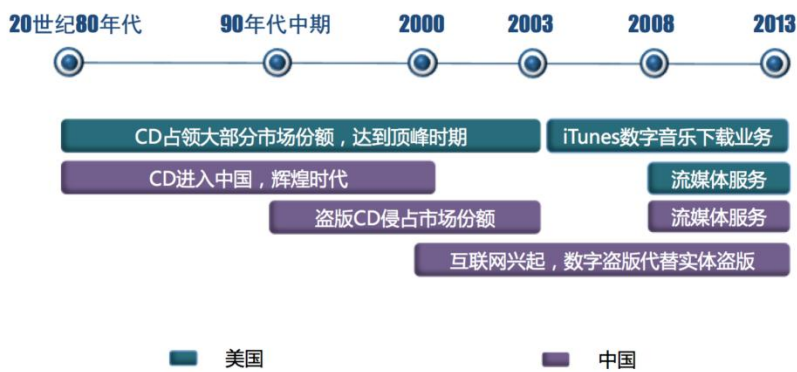 20世纪80年代 90年代中期 2000 2003 2008 2013
CD占领大部分市场份额，达到顶峰时期 iTunes数字音乐下载业务
CD进入中国，辉煌时代 流媒体服务
盗版CD侵占市场份额 流媒体服务
互联网兴起，数字盗版代替实体盗版
美国 中国